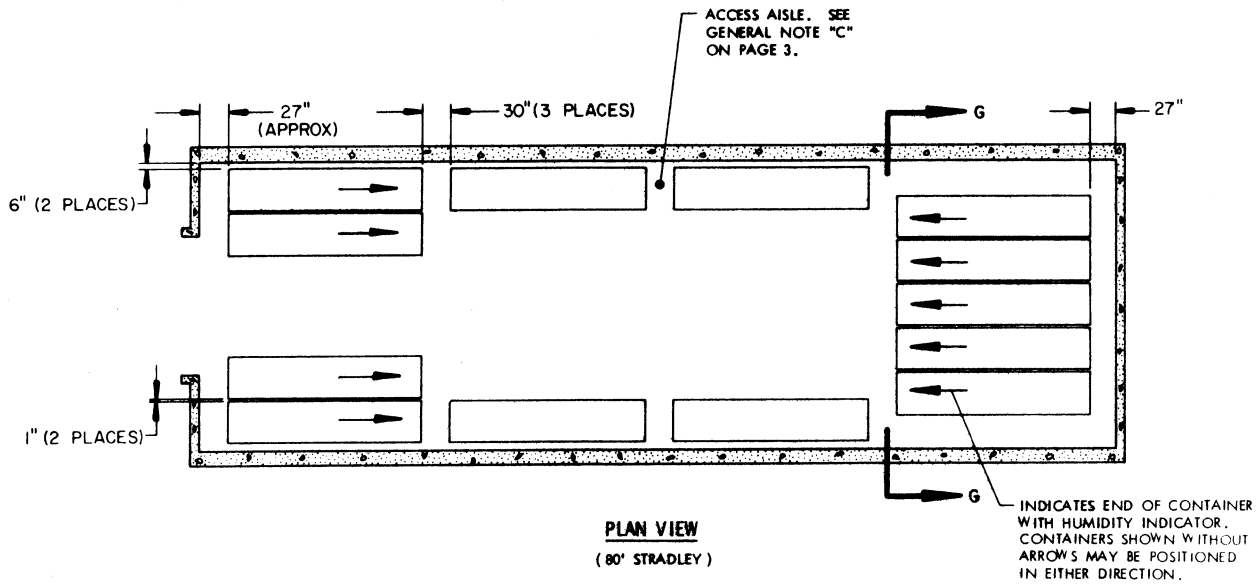 ACCESS AISLE. SEE
GENERAL NOTE "C"
ON PAGE 3.
27"
(APPROX)
30"(3 PLACES)
G
27"
6" (2 PLACES)
1" (2 PLACES)
G
INDICATES END OF CONTAINER
WITH HUMIDITY INDICATOR.
CONTAINERS SHOWN WITHOUT
ARROWS MAY BE POSITIONED
IN EITHER DIRECTION.
PLAN VIEW
(80' STRADLEY)